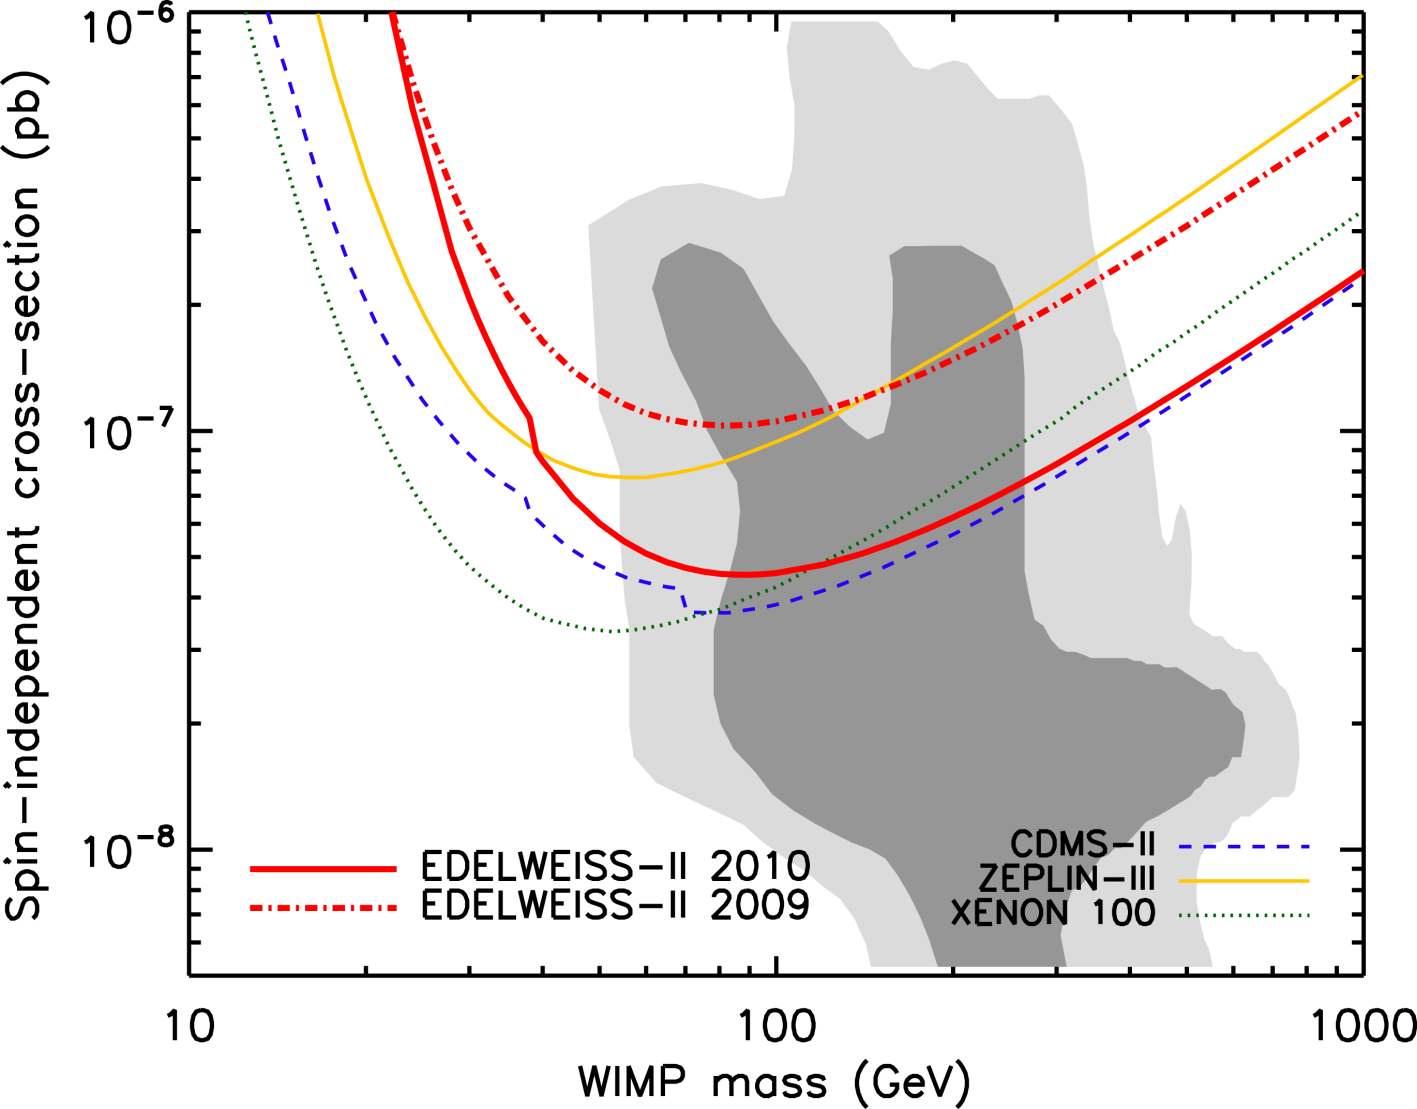 Spin-independent cross-section (pb)
10⁻⁶
10⁻⁷
10⁻⁸
EDELWEISS-II 2010
EDELWEISS-II 2009
CDMS-II
ZEPLIN-III
XENON 100
10
100
1000
WIMP mass (GeV)